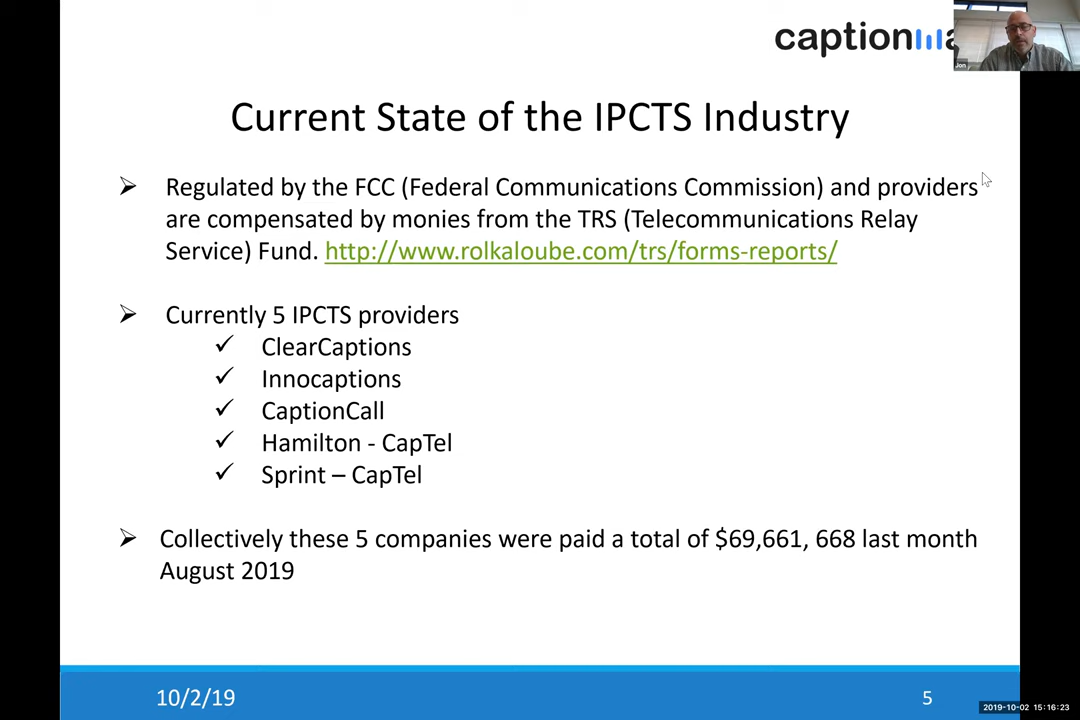 caption
Jon
Current State of the IPCTS Industry
Regulated by the FCC (Federal Communications Commission) and providers
are compensated by monies from the TRS (Telecommunications Relay
Service) Fund. http://www.rolkaloube.com/trs/forms-reports/
Currently 5 IPCTS providers
ClearCaptions
Innocaptions
CaptionCall
Hamilton - CapTel
Sprint – CapTel
Collectively these 5 companies were paid a total of $69,661, 668 last month
August 2019
10/2/19
5
2019-10-02 15:16:23